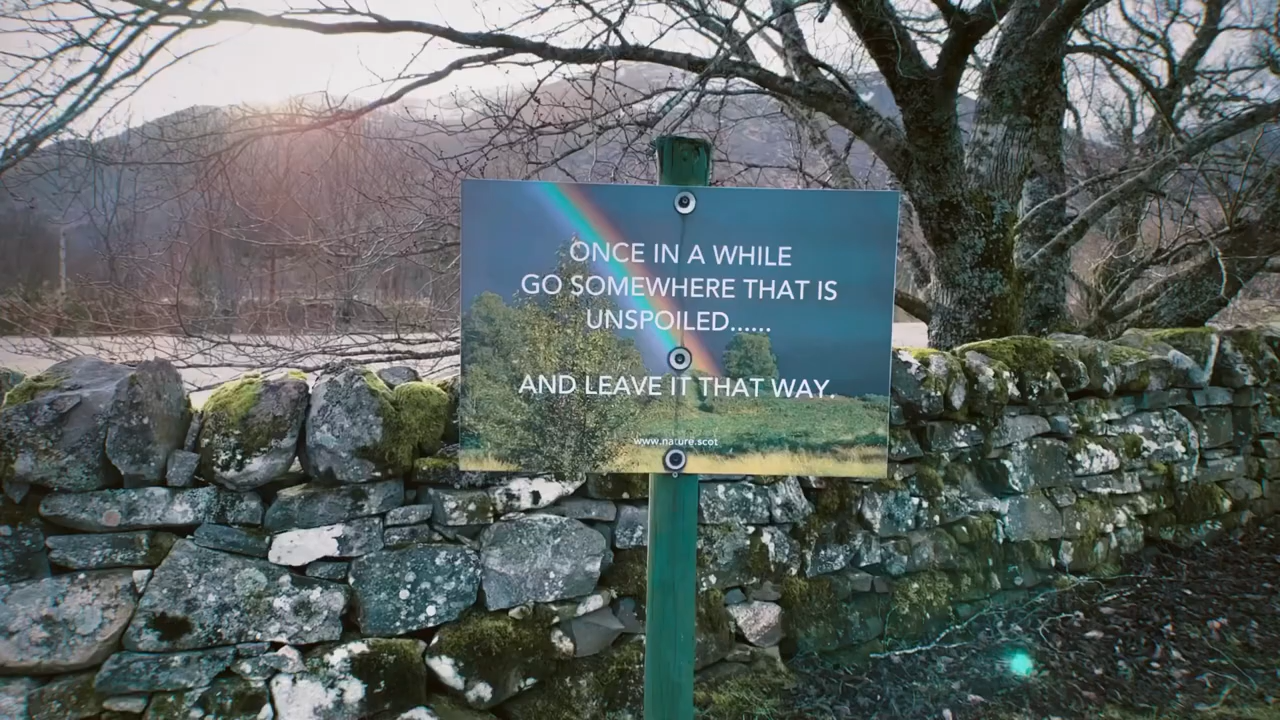 ONCE IN A WHILE
GO SOMEWHERE THAT IS
UNSPOILED......
AND LEAVE IT THAT WAY.
www.nature.scot